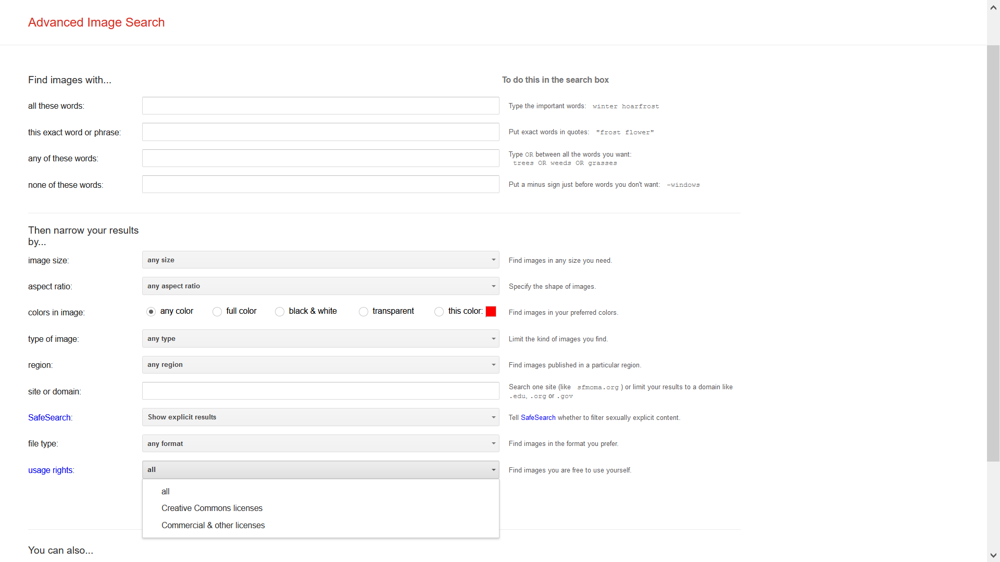 Advanced Image Search
Find images with...
To do this in the search box
all these words:
Type the important words: winter hoarfrost
this exact word or phrase:
Put exact words in quotes: "frost flower"
any of these words:
Type OR between all the words you want:
trees OR weeds OR grasses
none of these words:
Put a minus sign just before words you don't want: -windows
Then narrow your results
by...
image size:
any size
Find images in any size you need.
aspect ratio:
any aspect ratio
Specify the shape of images.
colors in image:
any color full color black & white transparent this color:
Find images in your preferred colors.
type of image:
any type
Limit the kind of images you find.
region:
any region
Find images published in a particular region.
site or domain:
Search one site (like sfmoma.org ) or limit your results to a domain like
.edu, .org or .gov
SafeSearch:
Show explicit results
Tell SafeSearch whether to filter sexually explicit content.
file type:
any format
Find images in the format you prefer.
usage rights:
all
Find images you are free to use yourself.
all
Creative Commons licenses
Commercial & other licenses
You can also...